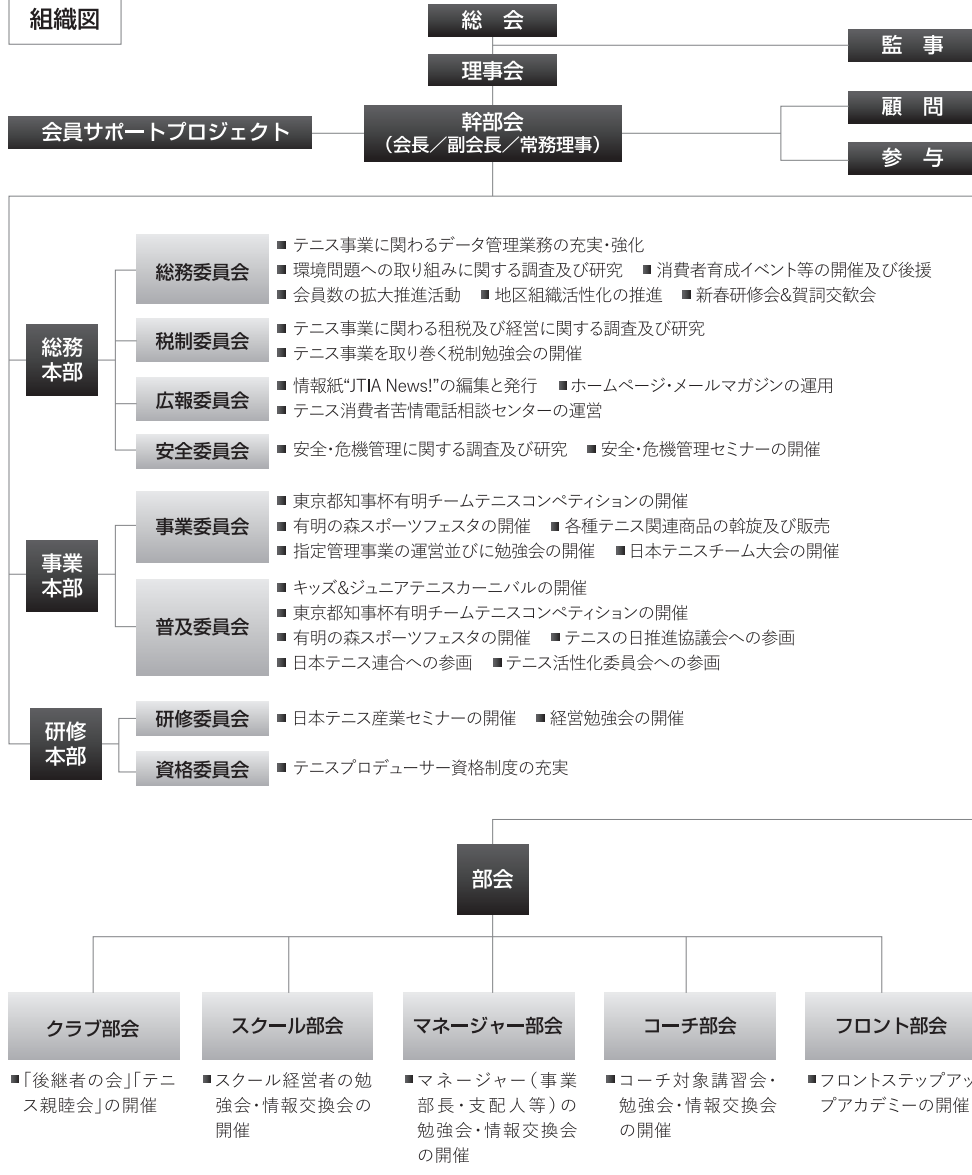 組織図
総 会
監 事
理事会
顧 問
会員サポートプロジェクト
幹部会
(会長／副会長／常務理事)
参 与
総務本部
総務委員会
■ テニス事業に関わるデータ管理業務の充実・強化
■ 環境問題への取り組みに関する調査及び研究 ■ 消費者育成イベント等の開催及び後援
■ 会員数の拡大推進活動 ■ 地区組織活性化の推進 ■ 新春研修会&賀詞交歓会
税制委員会
■ テニス事業に関わる租税及び経営に関する調査及び研究
■ テニス事業を取り巻く税制勉強会の開催
広報委員会
■ 情報紙“JTIA News!”の編集と発行 ■ホームページ・メールマガジンの運用
■ テニス消費者苦情電話相談センターの運営
安全委員会
■ 安全・危機管理に関する調査及び研究 ■ 安全・危機管理セミナーの開催
事業本部
事業委員会
■ 東京都知事杯有明チームテニスコンペティションの開催
■ 有明の森スポーツフェスタの開催 ■ 各種テニス関連商品の斡旋及び販売
■ 指定管理事業の運営並びに勉強会の開催 ■ 日本テニスチーム大会の開催
普及委員会
■ キッズ&ジュニアテニスカーニバルの開催
■ 東京都知事杯有明チームテニスコンペティションの開催
■ 有明の森スポーツフェスタの開催 ■ テニスの日推進協議会への参画
■ 日本テニス連合への参画 ■ テニス活性化委員会への参画
研修本部
研修委員会
■ 日本テニス産業セミナーの開催 ■ 経営勉強会の開催
資格委員会
■ テニスプロデューサー資格制度の充実
部会
クラブ部会
■「後継者の会」「テニ
ス親睦会」の開催
スクール部会
■スクール経営者の勉
強会・情報交換会の
開催
マネージャー部会
■マネージャー(事業
部長・支配人等)の
勉強会・情報交換会
の開催
コーチ部会
■コーチ対象講習会・
勉強会・情報交換会
の開催
フロント部会
■フロントステップアッ
プアカデミーの開催